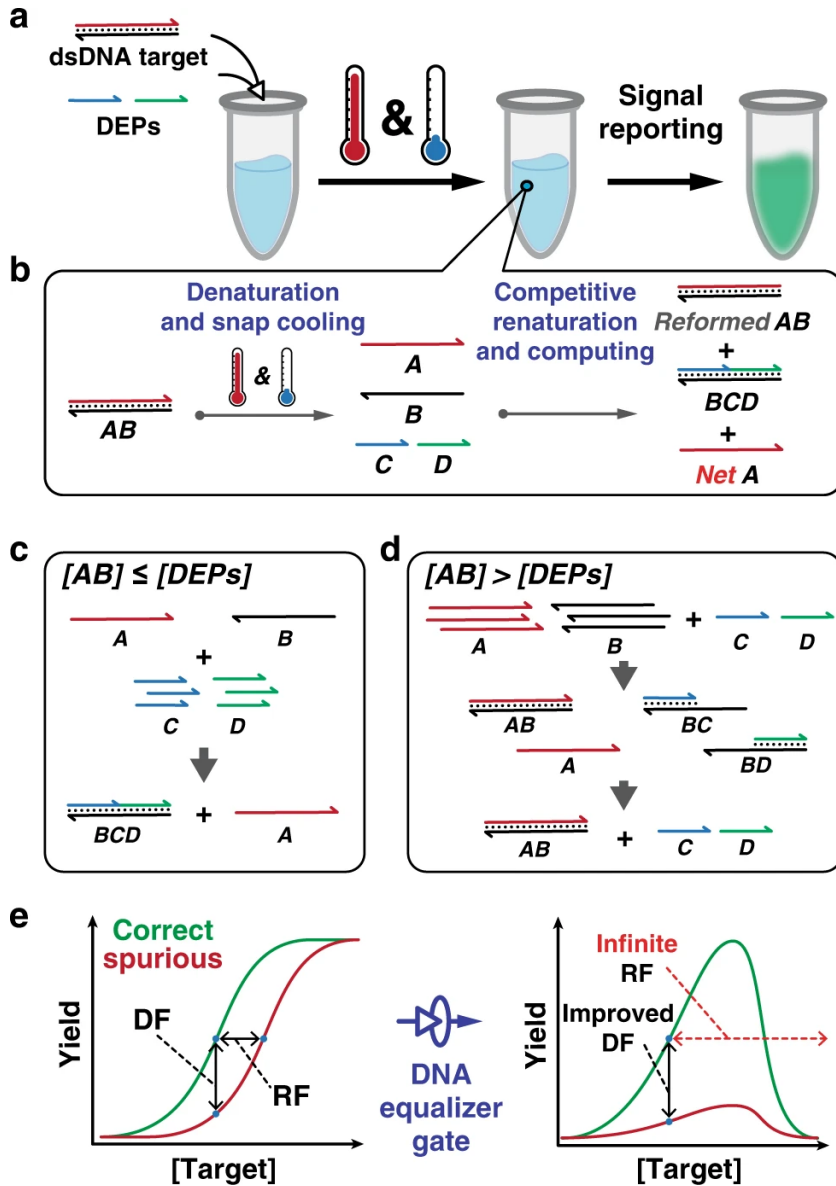 a
dsDNA target
DEPs
&
Signal
reporting
b
Denaturation
and snap cooling
Competitive
renaturation
and computing
AB
&
A
B
C D
Reformed AB
+
BCD
+
Net A
c
[AB] ≤ [DEPs]
A B
+
C D
BCD + A
d
[AB] > [DEPs]
A B + C D
AB BC
A BD
AB + C D
e
Correct
spurious
DF
RF
Yield
[Target]
DNA
equalizer
gate
Infinite
RF
Improved
DF
Yield
[Target]